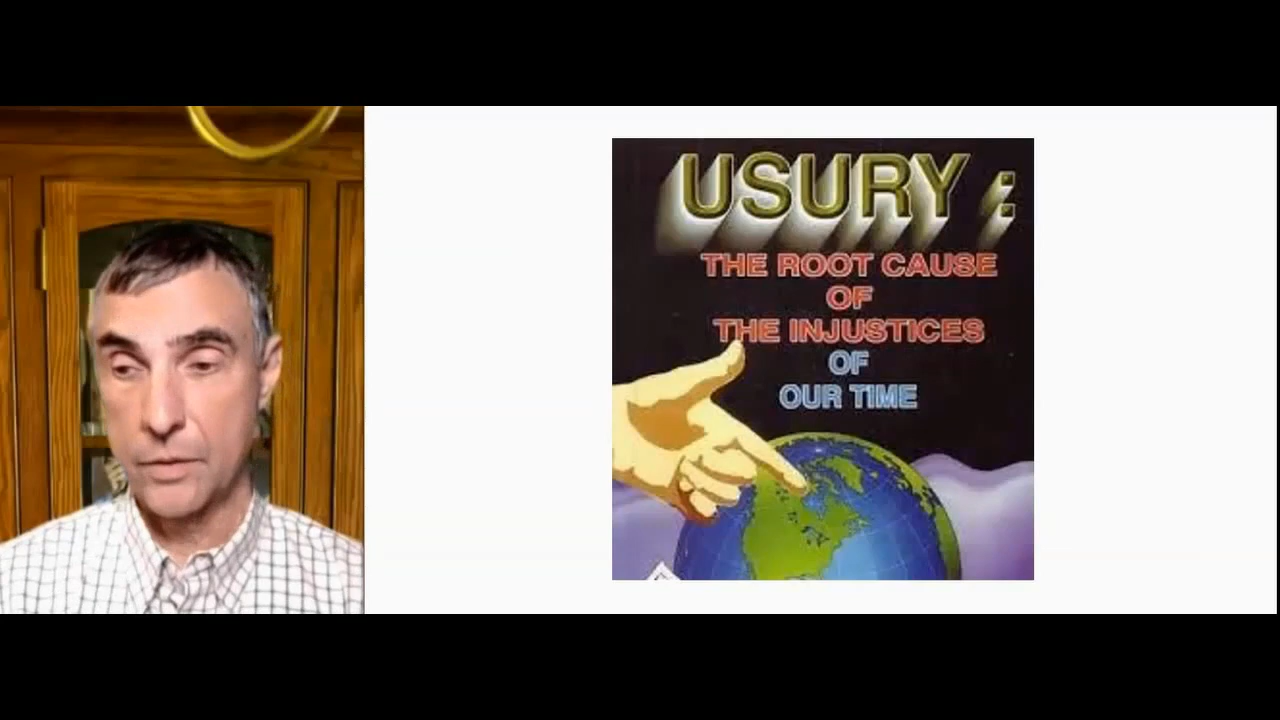 USURY :
THE ROOT CAUSE
OF
THE INJUSTICES
OF
OUR TIME